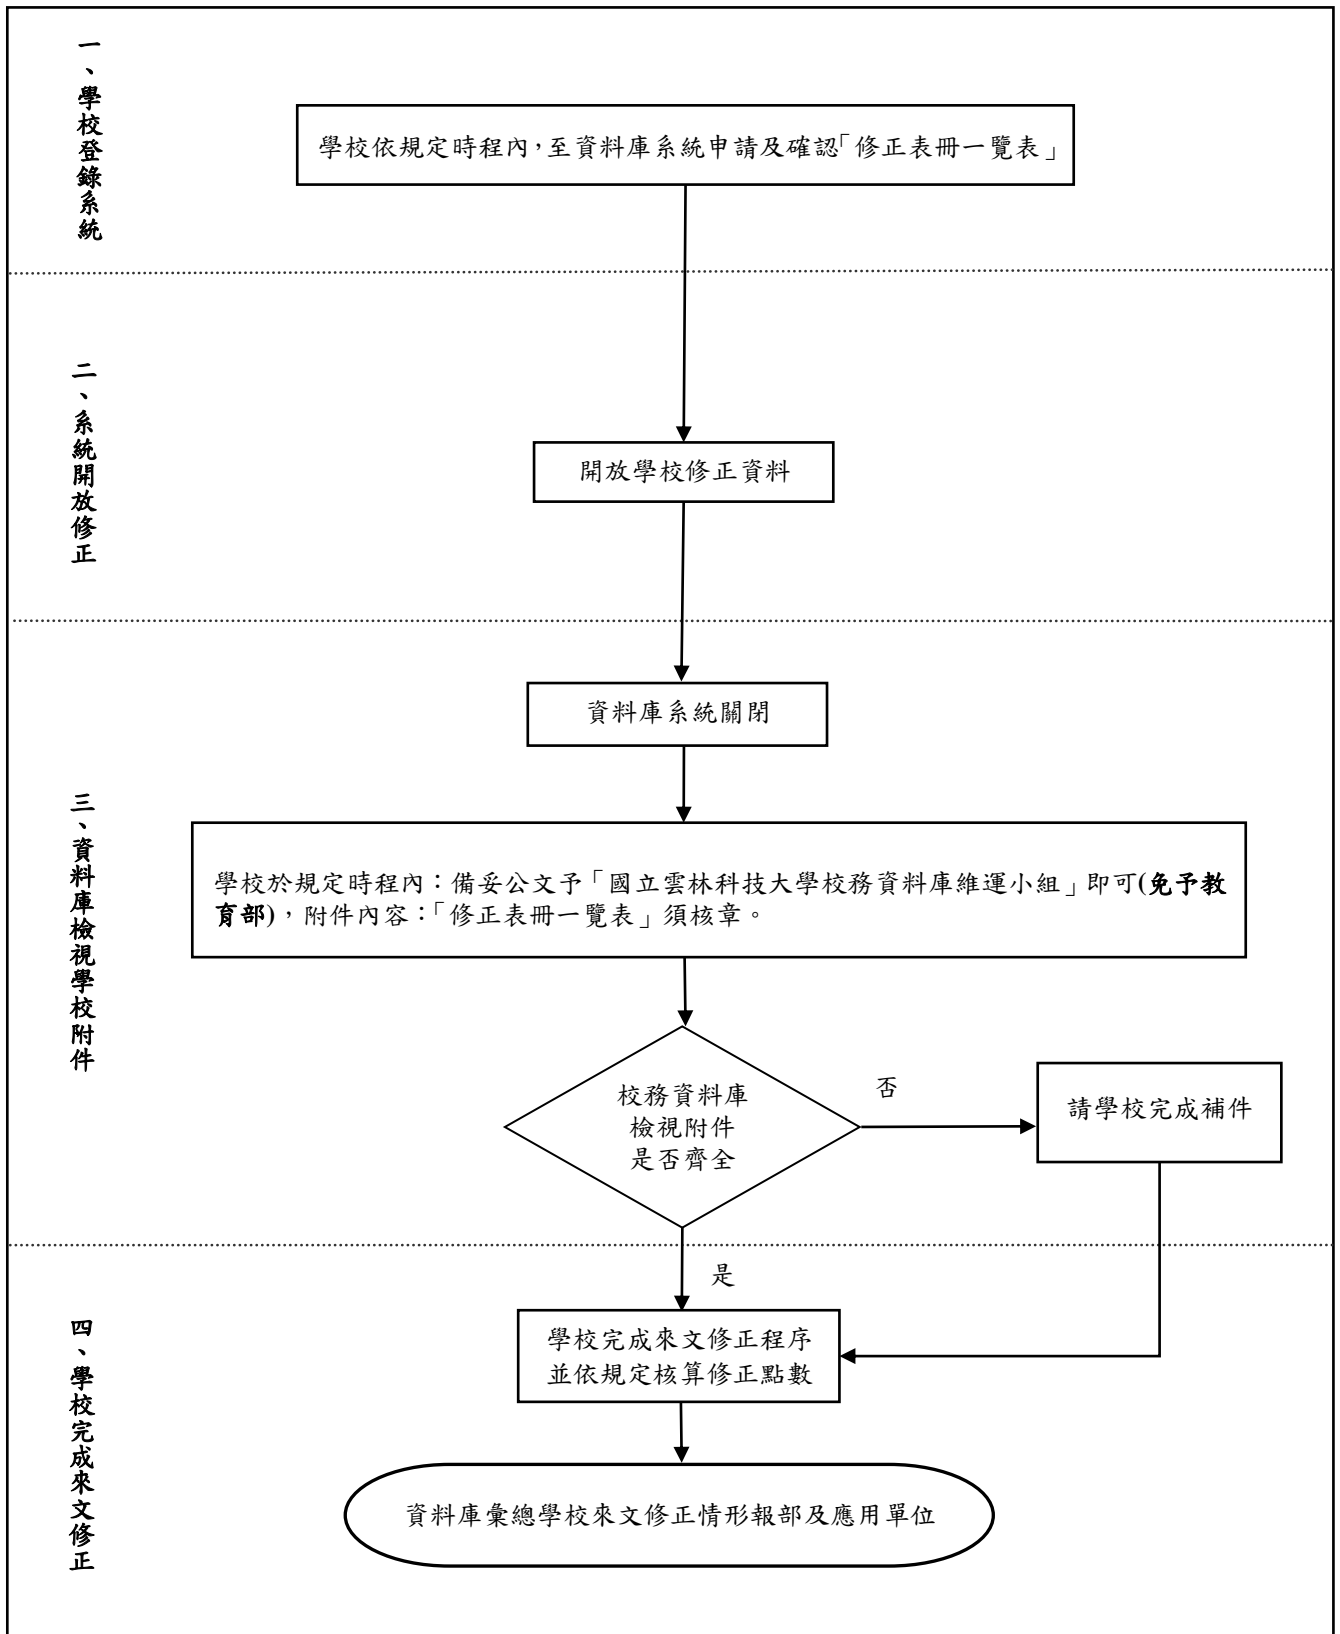 一、學校登錄系統
學校依規定時程內，至資料庫系統申請及確認「修正表冊一覽表」
二、系統開放修正
開放學校修正資料
三、資料庫檢視學校附件
資料庫系統關閉
學校於規定時程內：備妥公文予「國立雲林科技大學校務資料庫維運小組」即可(免予教
育部)，附件內容：「修正表冊一覽表」須核章。
校務資料庫
檢視附件
是否齊全
否
請學校完成補件
是
四、學校完成來文修正
學校完成來文修正程序
並依規定核算修正點數
資料庫彙總學校來文修正情形報部及應用單位